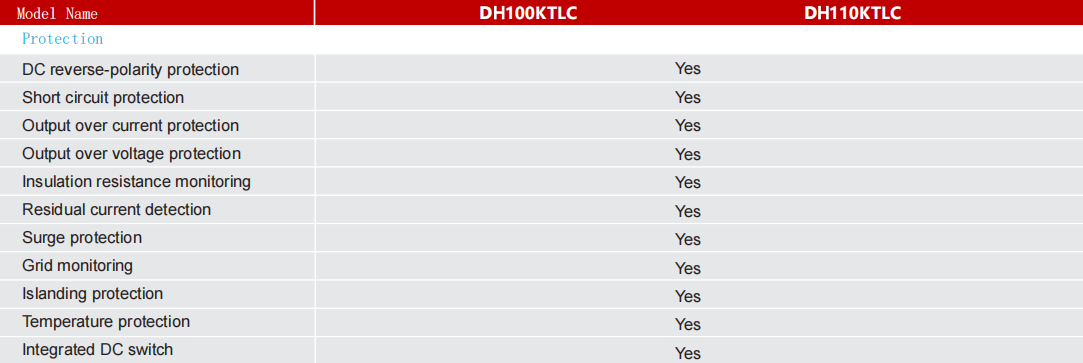 Model Name DH100KTLC DH110KTLC
Protection
DC reverse-polarity protection Yes
Short circuit protection Yes
Output over current protection Yes
Output over voltage protection Yes
Insulation resistance monitoring Yes
Residual current detection Yes
Surge protection Yes
Grid monitoring Yes
Islanding protection Yes
Temperature protection Yes
Integrated DC switch Yes